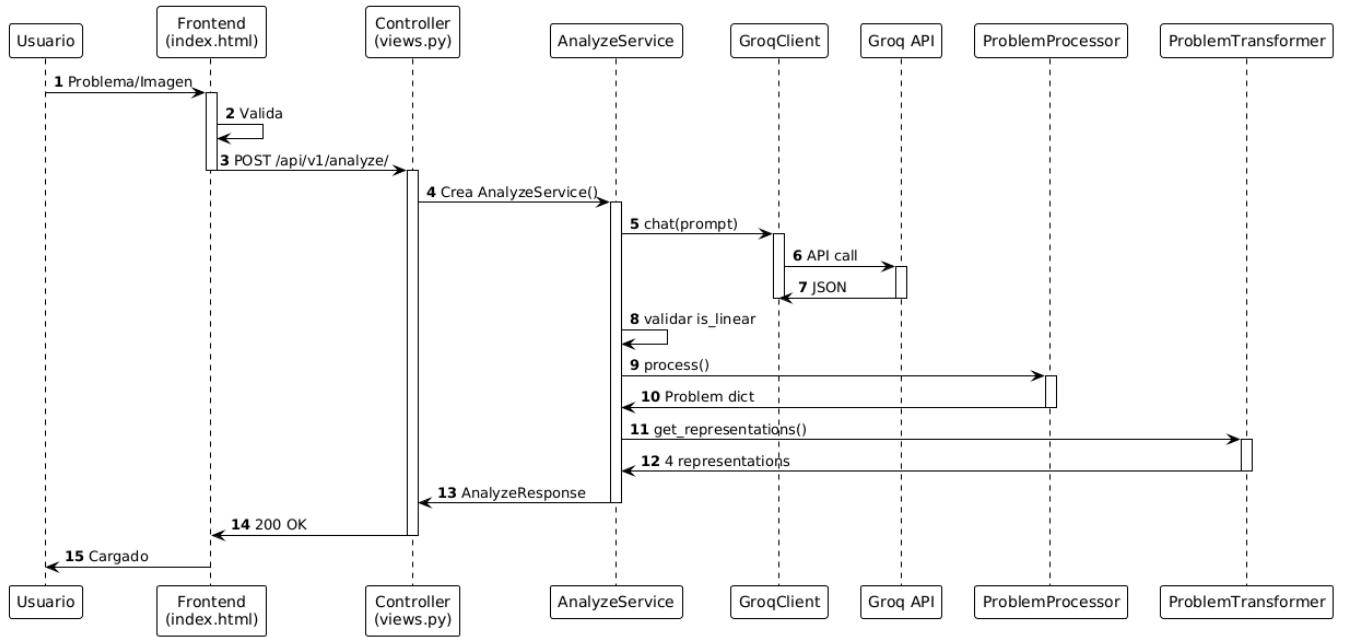 Usuario
Frontend
(index.html)
Controller
(views.py)
AnalyzeService
GroqClient
Groq API
ProblemProcessor
ProblemTransformer
1 Problema/Imagen
2 Valida
3 POST /api/v1/analyze/
4 Crea AnalyzeService()
5 chat(prompt)
6 API call
7 JSON
8 validar is_linear
9 process()
10 Problem dict
11 get_representations()
12 4 representations
13 AnalyzeResponse
14 200 OK
15 Cargado
Usuario
Frontend
(index.html)
Controller
(views.py)
AnalyzeService
GroqClient
Groq API
ProblemProcessor
ProblemTransformer